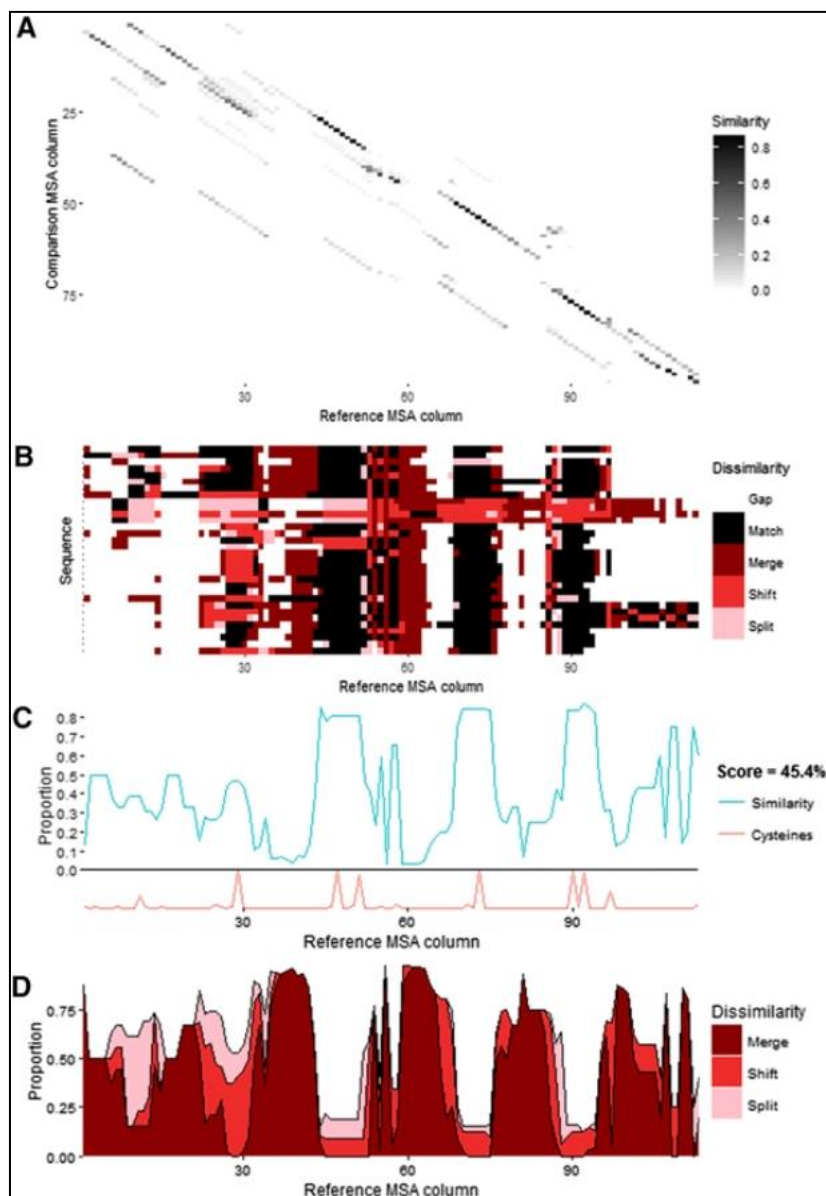 A
Comparison MSA column
25
50
75
30 60 90
Reference MSA column
Similarity
0.8
0.6
0.4
0.2
0.0
B
Sequence
30 60 90
Reference MSA column
Dissimilarity
Gap
Match
Merge
Shift
Split
C
Proportion
0.8
0.7
0.6
0.5
0.4
0.3
0.2
0.1
0.0
30 60 90
Reference MSA column
Score = 45.4%
Similarity
Cysteines
D
Proportion
0.75
0.50
0.25
0.00
30 60 90
Reference MSA column
Dissimilarity
Merge
Shift
Split